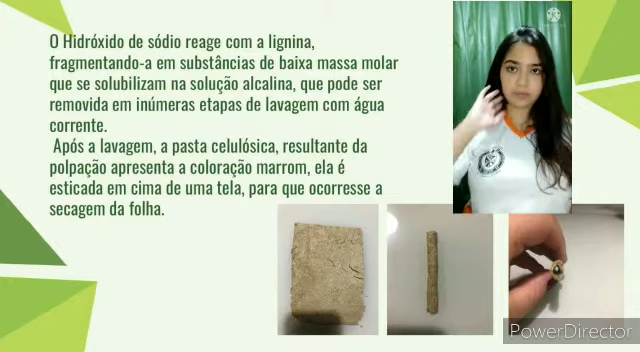 O Hidróxido de sódio reage com a lignina,
fragmentando-a em substâncias de baixa massa molar
que se solubilizam na solução alcalina, que pode ser
removida em inúmeras etapas de lavagem com água
corrente.
Após a lavagem, a pasta celulósica, resultante da
polpação apresenta a coloração marrom, ela é
esticada em cima de uma tela, para que ocorresse a
secagem da folha.
PowerDirector